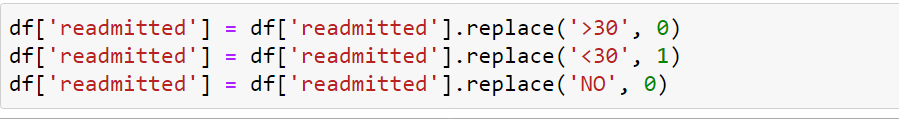 df['readmitted'] = df['readmitted'].replace('>30', 0)
df['readmitted'] = df['readmitted'].replace('<30', 1)
df['readmitted'] = df['readmitted'].replace('NO', 0)